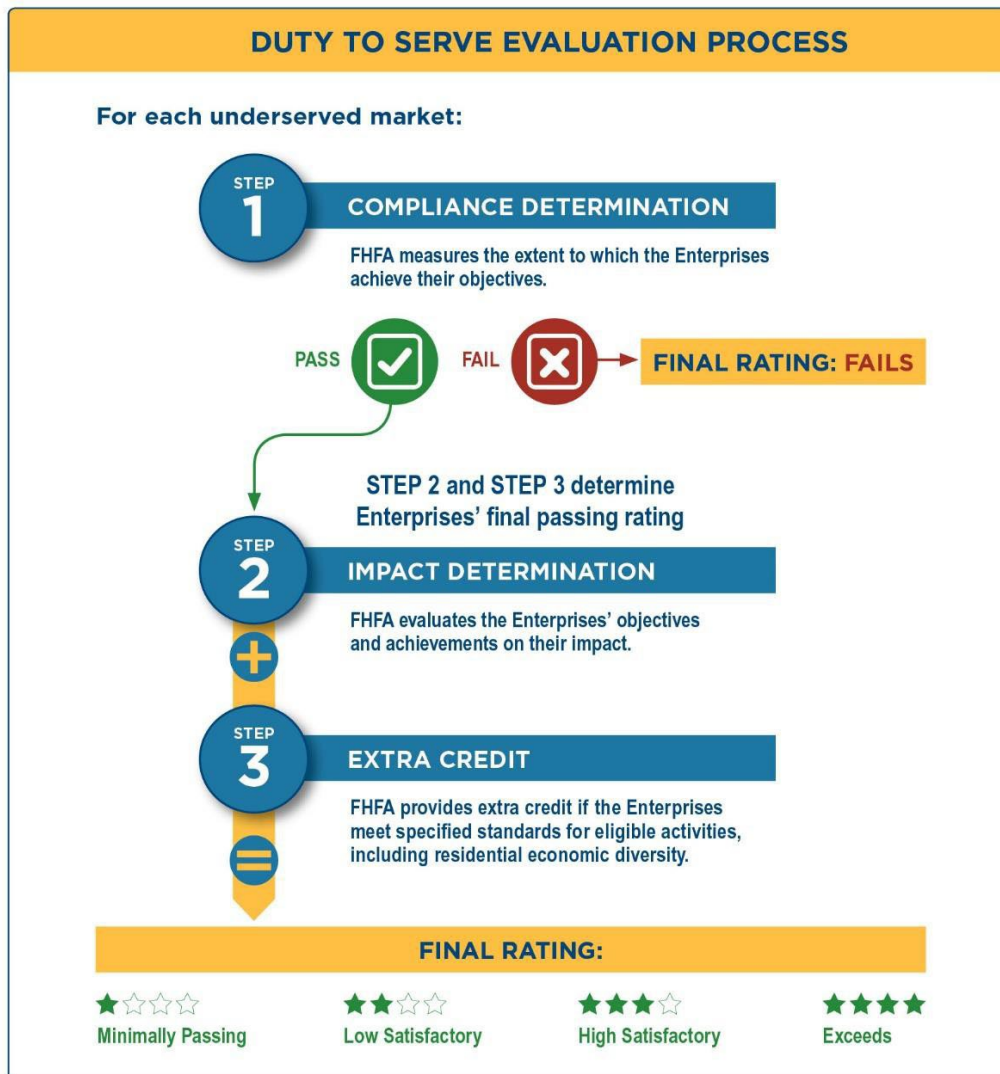 DUTY TO SERVE EVALUATION PROCESS
For each underserved market:
STEP
1
COMPLIANCE DETERMINATION
FHFA measures the extent to which the Enterprises
achieve their objectives.
PASS
FAIL
FINAL RATING: FAILS
STEP 2 and STEP 3 determine
Enterprises’ final passing rating
STEP
2
IMPACT DETERMINATION
FHFA evaluates the Enterprises’ objectives
and achievements on their impact.
+
STEP
3
EXTRA CREDIT
FHFA provides extra credit if the Enterprises
meet specified standards for eligible activities,
including residential economic diversity.
=
FINAL RATING:
Minimally Passing
Low Satisfactory
High Satisfactory
Exceeds